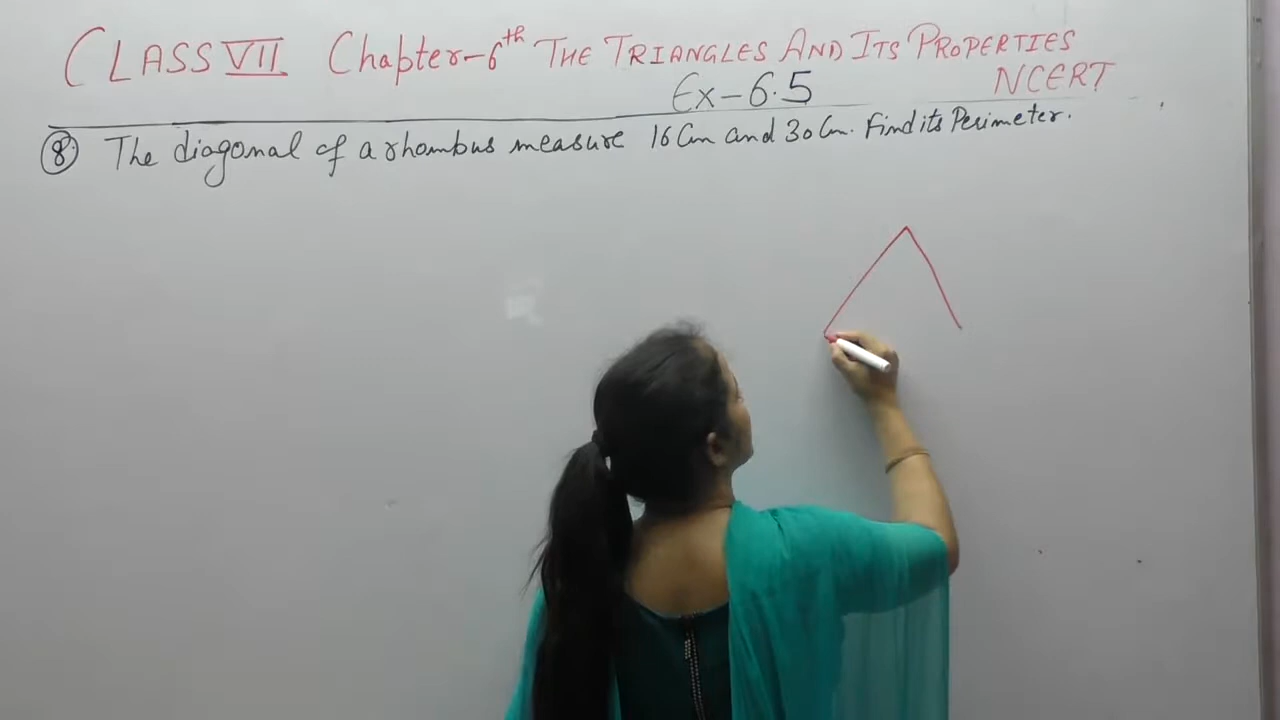 CLASS VII Chapter-6th THE TRIANGLES AND ITS PROPERTIES
Ex-6.5 NCERT
⑧ The diagonal of a rhombus measure 16 Cm and 30 Cm. Find its Perimeter.